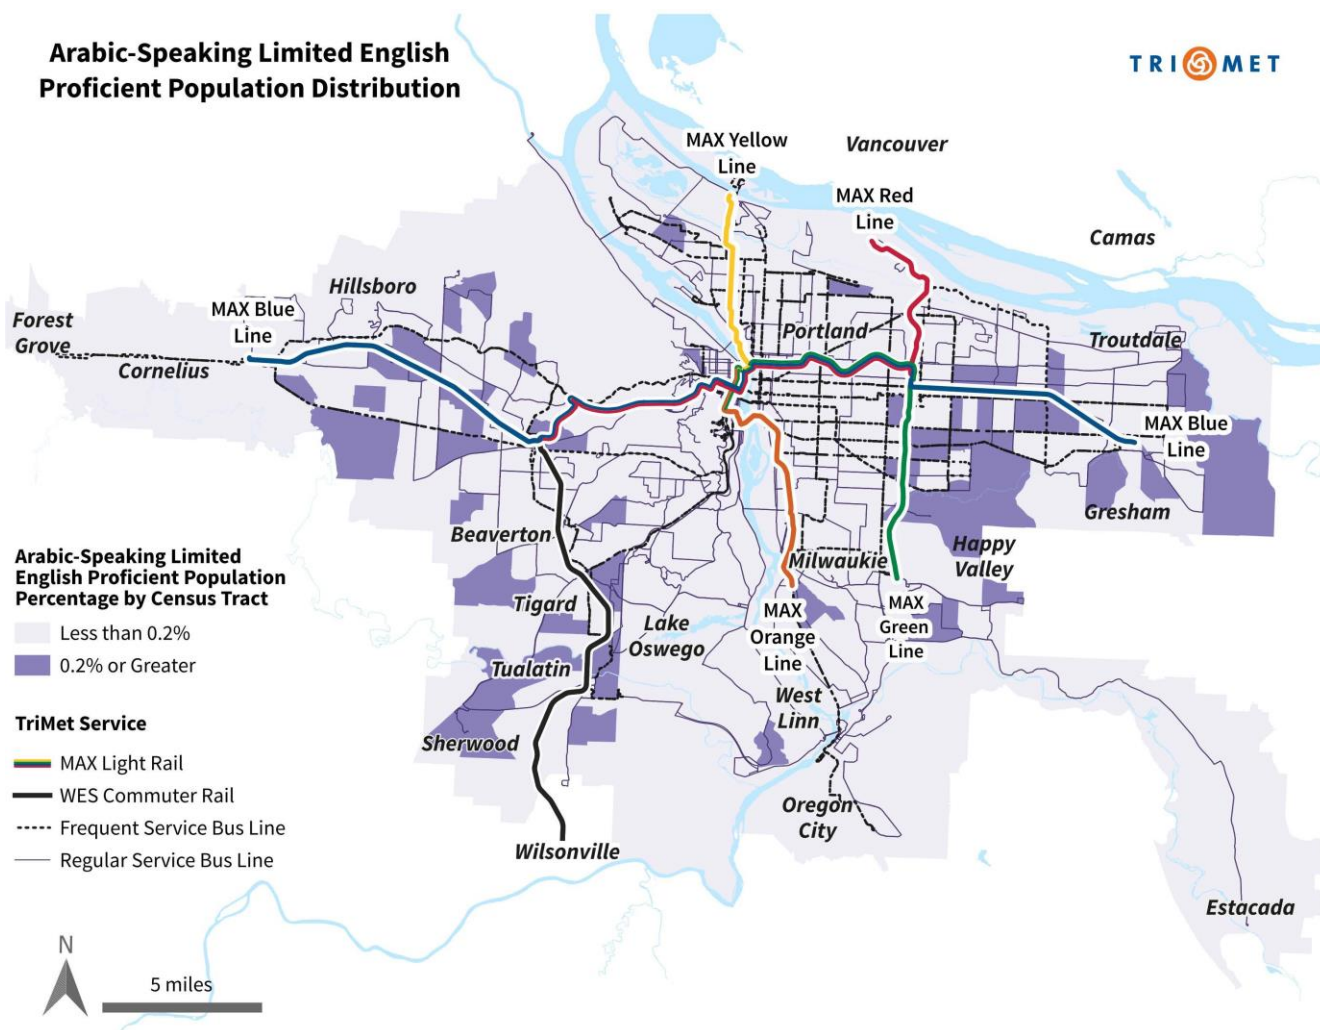 Arabic-Speaking Limited English
Proficient Population Distribution
TRI MET
MAX Yellow
Line
Vancouver
MAX Red
Line
Camas
Hillsboro
MAX Blue
Line
Forest
Grove
Cornelius
Portland
Troutdale
MAX Blue
Line
Gresham
Beaverton
Happy
Valley
Milwaukie
Tigard
MAX
Orange
Line
MAX
Green
Line
Lake
Oswego
Tualatin
West
Linn
Sherwood
Oregon
City
Wilsonville
Estacada
Arabic-Speaking Limited
English Proficient Population
Percentage by Census Tract
Less than 0.2%
0.2% or Greater
TriMet Service
MAX Light Rail
WES Commuter Rail
Frequent Service Bus Line
Regular Service Bus Line
N
5 miles